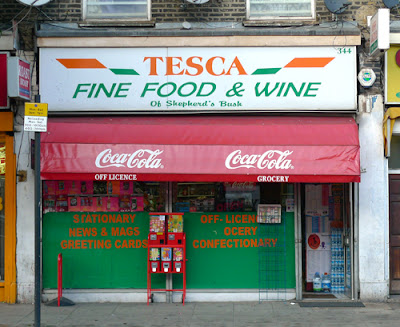 TESCA
344
FINE FOOD & WINE
Of Shepherd's Bush
Coca-Cola
Coca-Cola
OFF LICENCE
GROCERY
STATIONARY
NEWS & MAGS
GREETING CARDS
OFF-LICEN
OCERY
CONFECTIONARY